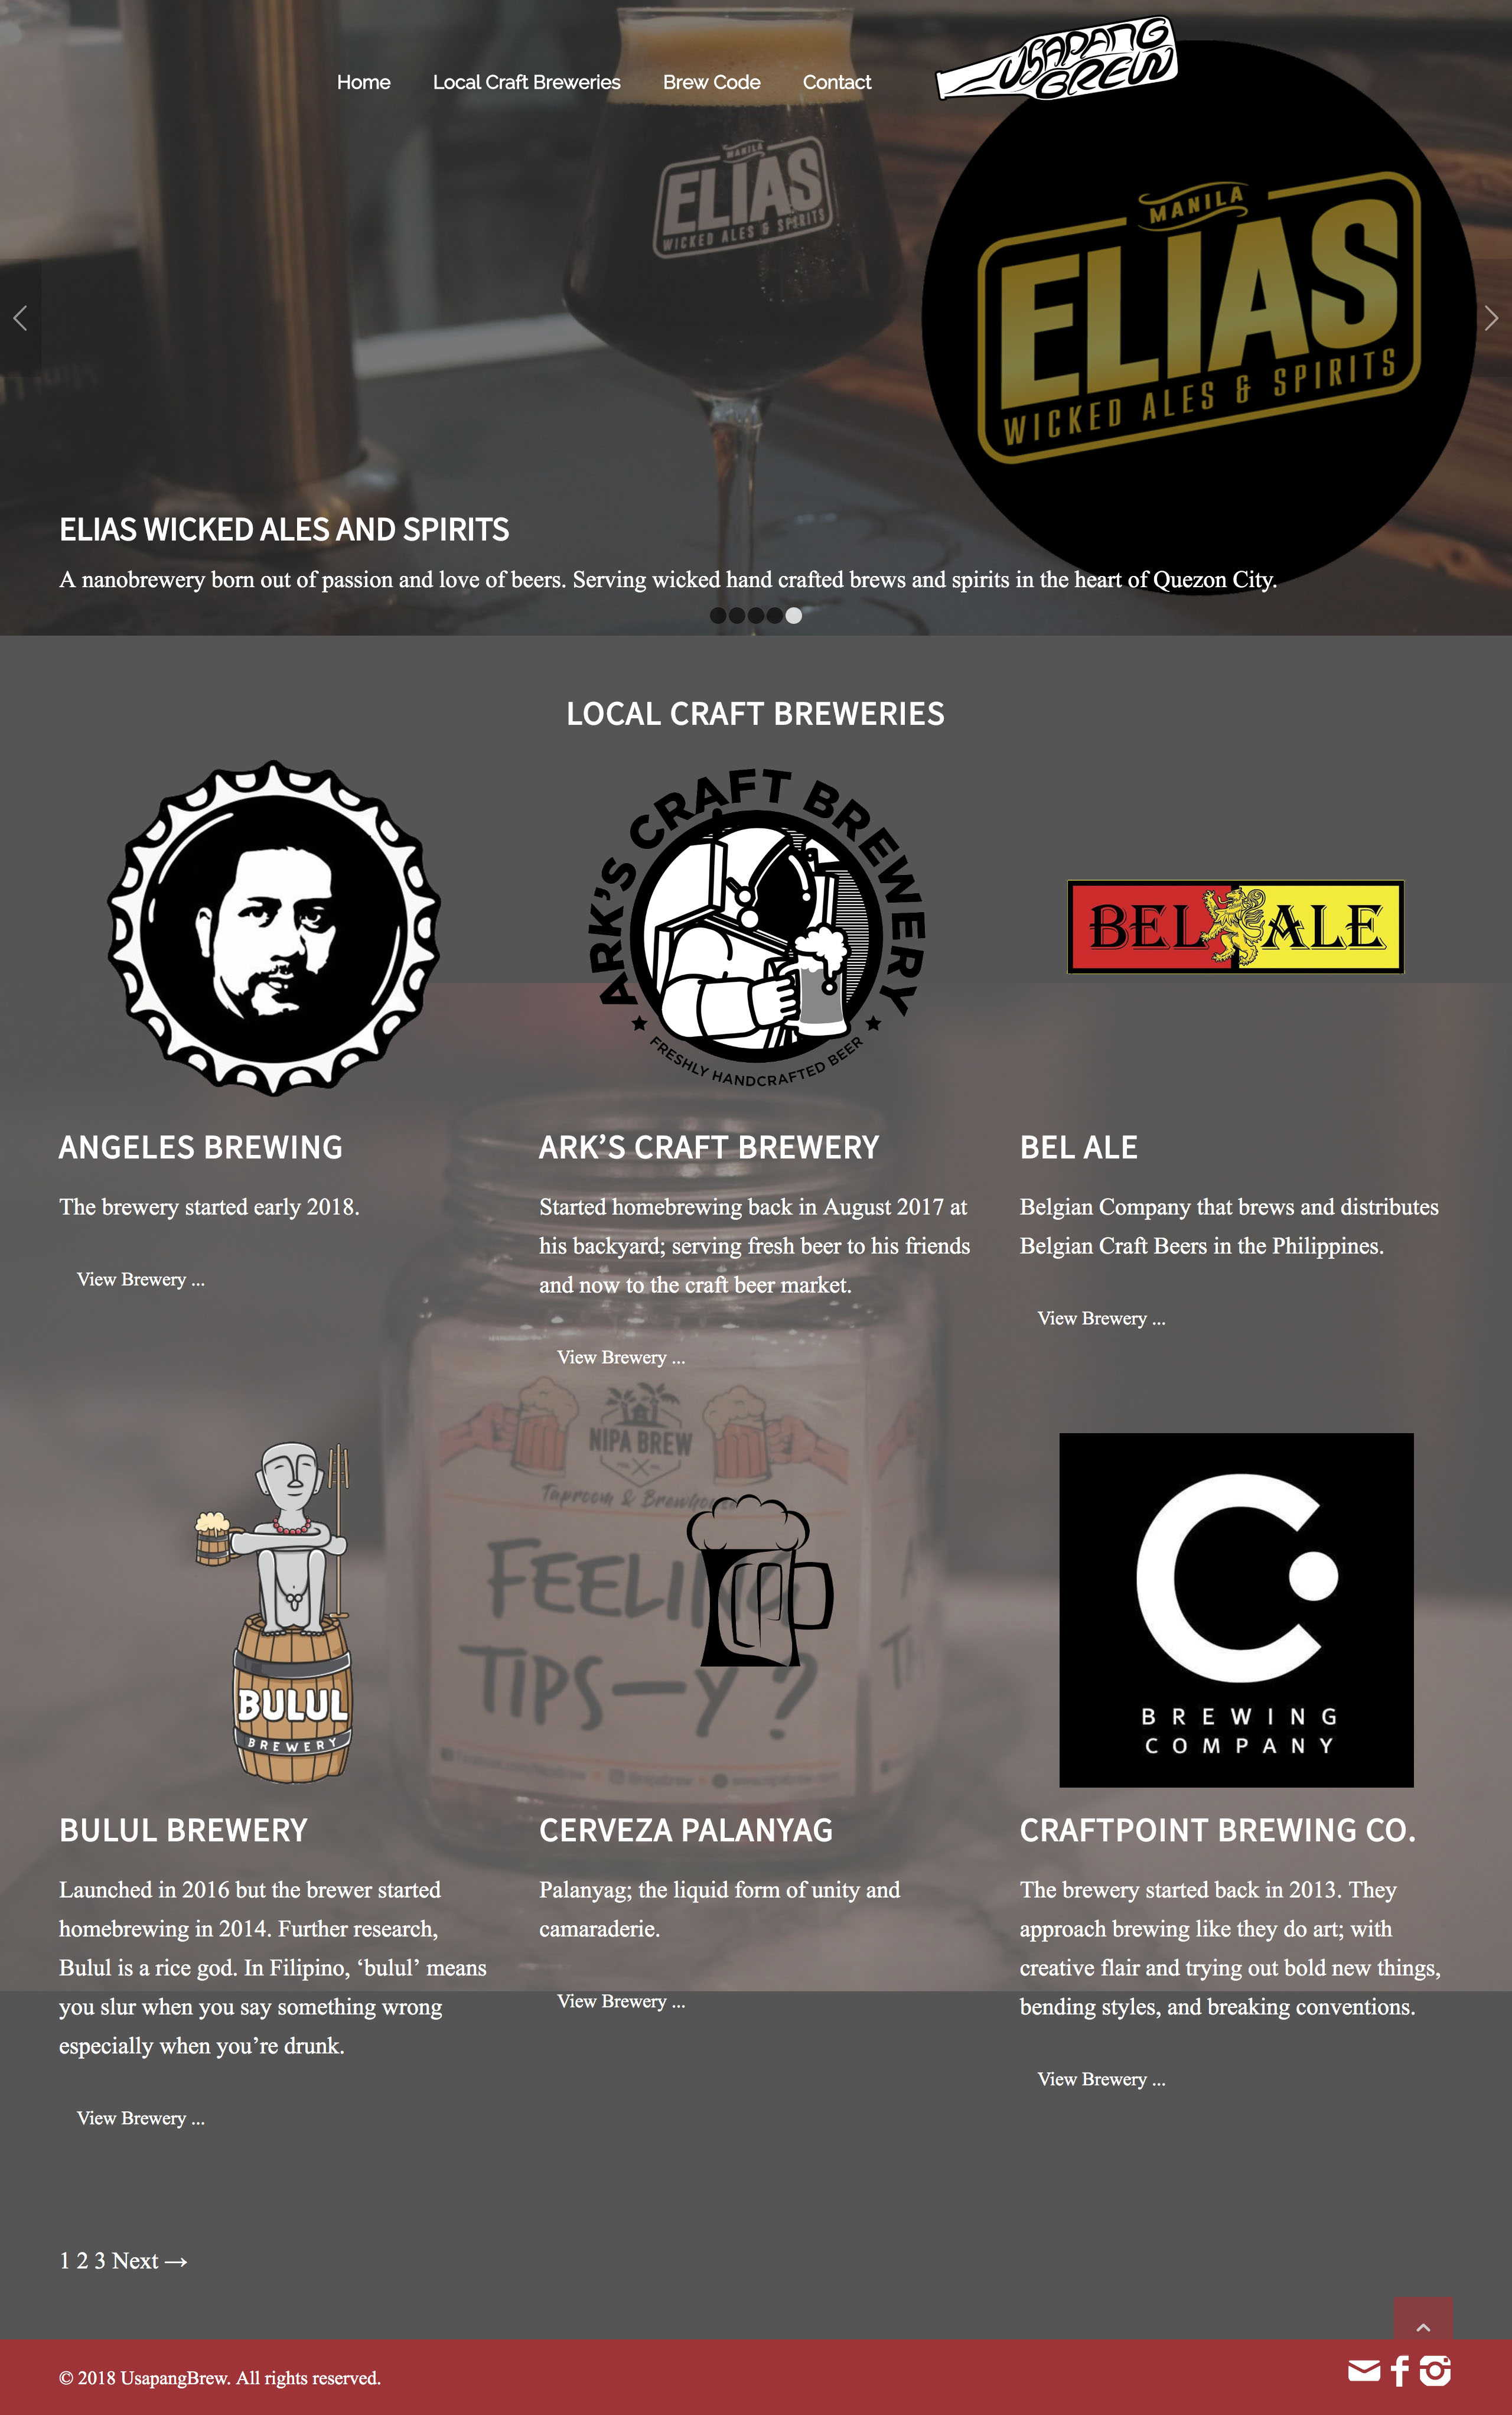 Home Local Craft Breweries Brew Code Contact
USAPANG
BREW
MANILA
ELIAS
WICKED ALES & SPIRITS
MANILA
ELIAS
WICKED ALES & SPIRITS
ELIAS WICKED ALES AND SPIRITS
A nanobrewery born out of passion and love of beers. Serving wicked hand crafted brews and spirits in the heart of Quezon City.
LOCAL CRAFT BREWERIES
ARK'S CRAFT BREWERY
FRESHLY HANDCRAFTED BEER
BEL ALE
ANGELES BREWING
The brewery started early 2018.
View Brewery ...
ARK’S CRAFT BREWERY
Started homebrewing back in August 2017 at
his backyard; serving fresh beer to his friends
and now to the craft beer market.
View Brewery ...
BEL ALE
Belgian Company that brews and distributes
Belgian Craft Beers in the Philippines.
View Brewery ...
NIPA BREW
Taproom & Brewhouse
FEELING
TIPS—Y ?
BULUL
BREWERY
BREWING
COMPANY
BULUL BREWERY
Launched in 2016 but the brewer started
homebrewing in 2014. Further research,
Bulul is a rice god. In Filipino, ‘bulul’ means
you slur when you say something wrong
especially when you’re drunk.
View Brewery ...
CERVEZA PALANYAG
Palanyag; the liquid form of unity and
camaraderie.
View Brewery ...
CRAFTPOINT BREWING CO.
The brewery started back in 2013. They
approach brewing like they do art; with
creative flair and trying out bold new things,
bending styles, and breaking conventions.
View Brewery ...
1 2 3 Next →
© 2018 UsapangBrew. All rights reserved.